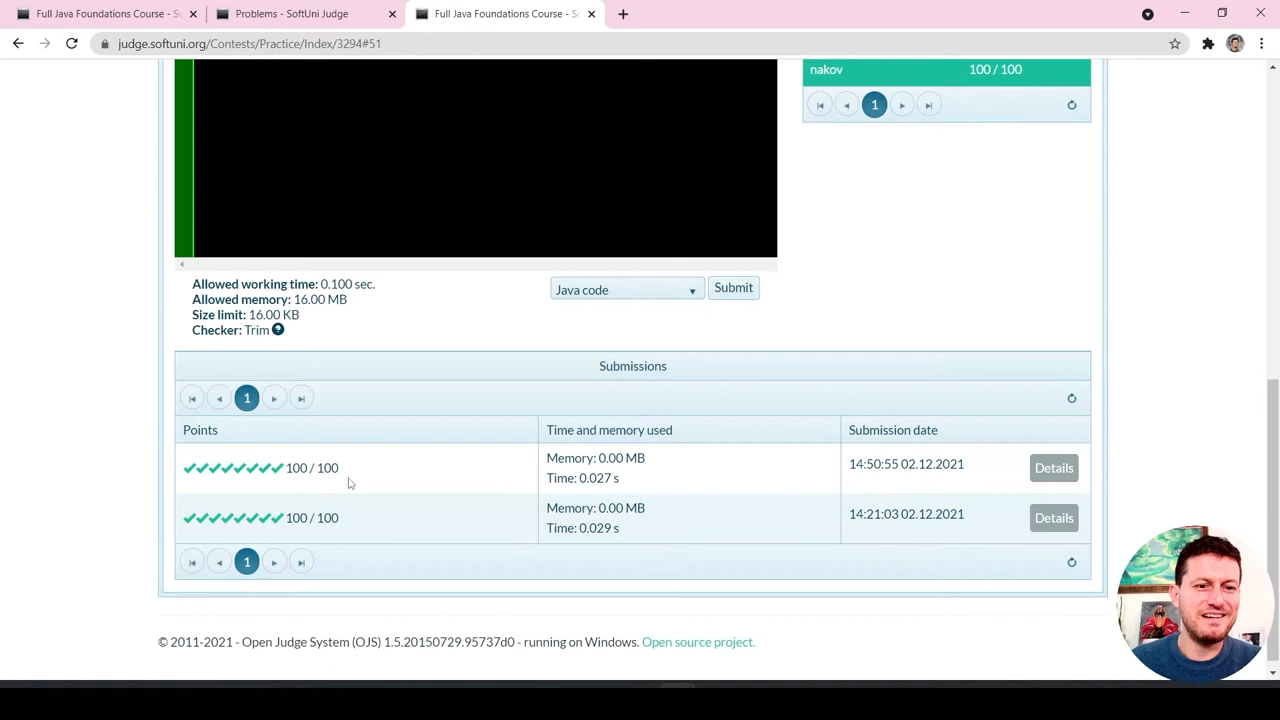 Full Java Foundations Course - S
Problems - SoftUni Judge
Full Java Foundations Course - S
judge.softuni.org/Contests/Practice/Index/3294#51
nakov 100 / 100
1
Allowed working time: 0.100 sec.
Allowed memory: 16.00 MB
Size limit: 16.00 KB
Checker: Trim
Java code
Submit
Submissions
1
Points Time and memory used Submission date
100 / 100 Memory: 0.00 MB 14:50:55 02.12.2021 Details
Time: 0.027 s
100 / 100 Memory: 0.00 MB 14:21:03 02.12.2021 Details
Time: 0.029 s
1
© 2011-2021 - Open Judge System (OJS) 1.5.20150729.95737d0 - running on Windows. Open source project.